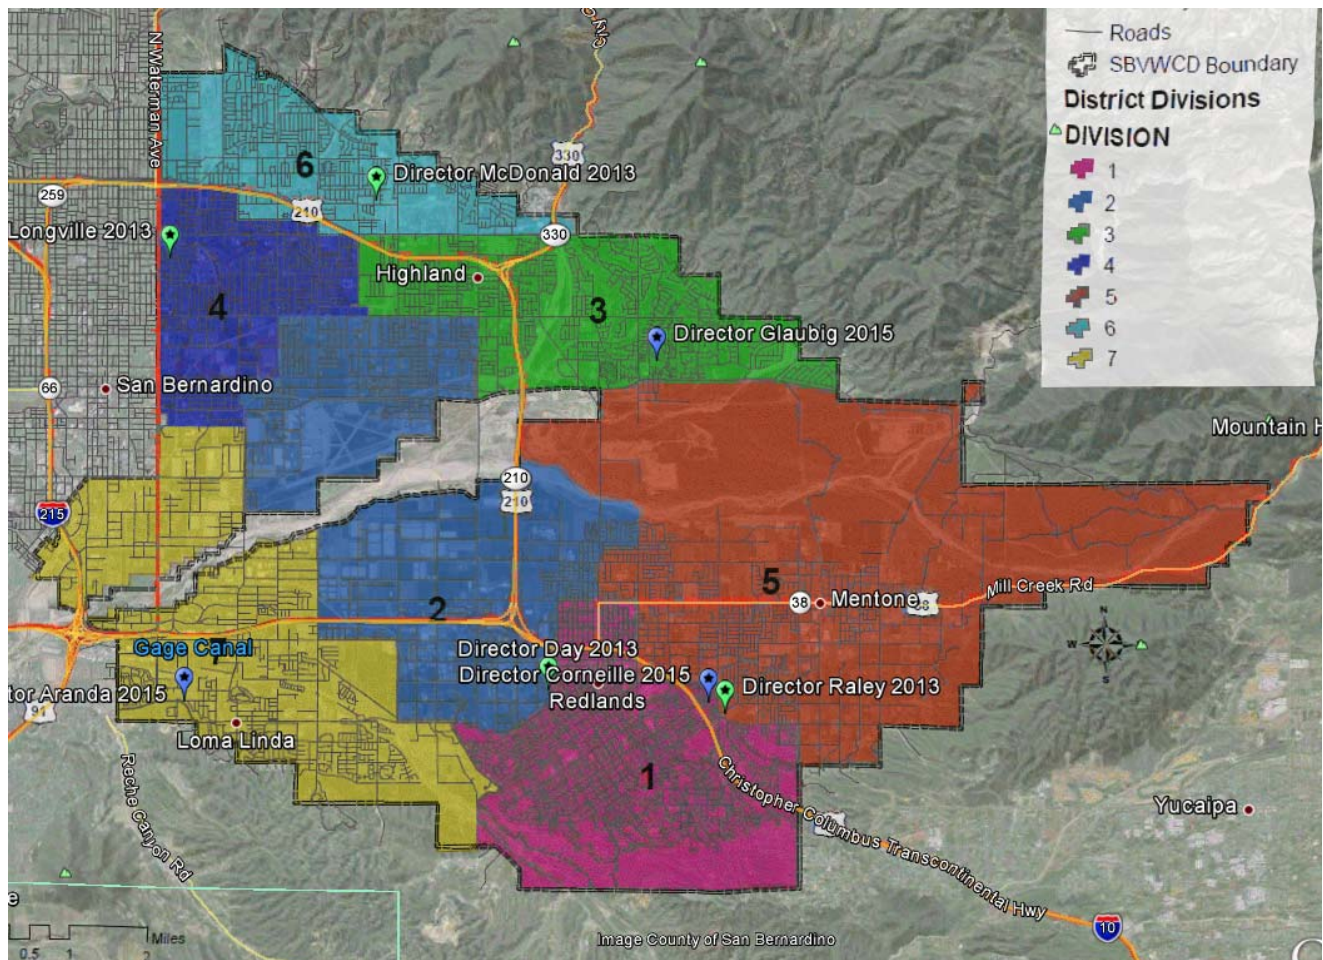 City C
N Waterman Ave
Roads
SBVWCD Boundary
District Divisions
DIVISION
1
2
3
4
5
6
7
330
6
Director McDonald 2013
259
210
Longville 2013
330
Highland
3
4
Director Glaubig 2015
San Bernardino
66
Mountain H
210
210
215
5
Mill Creek Rd
38
Mentone
38
2
N
W
E
S
Gage Canal
7
Director Day 2013
Director Corneille 2015
Redlands
Director Raley 2013
tor Aranda 2015
91
Loma Linda
1
Reche Canyon Rd
Christopher Columbus Transcontinental Hwy
Yucaipa
10
e
Miles
0.5 1 2
Image County of San Bernardino